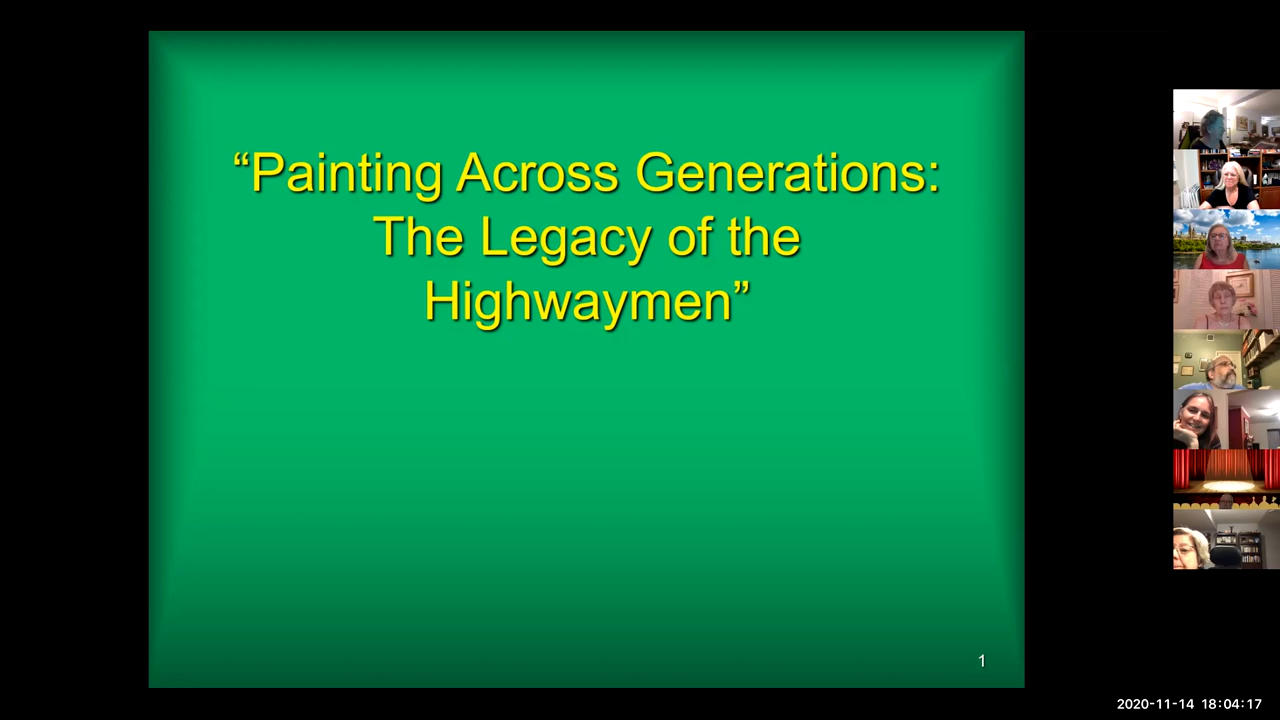 “Painting Across Generations:
The Legacy of the
Highwaymen”
1
2020-11-14 18:04:17